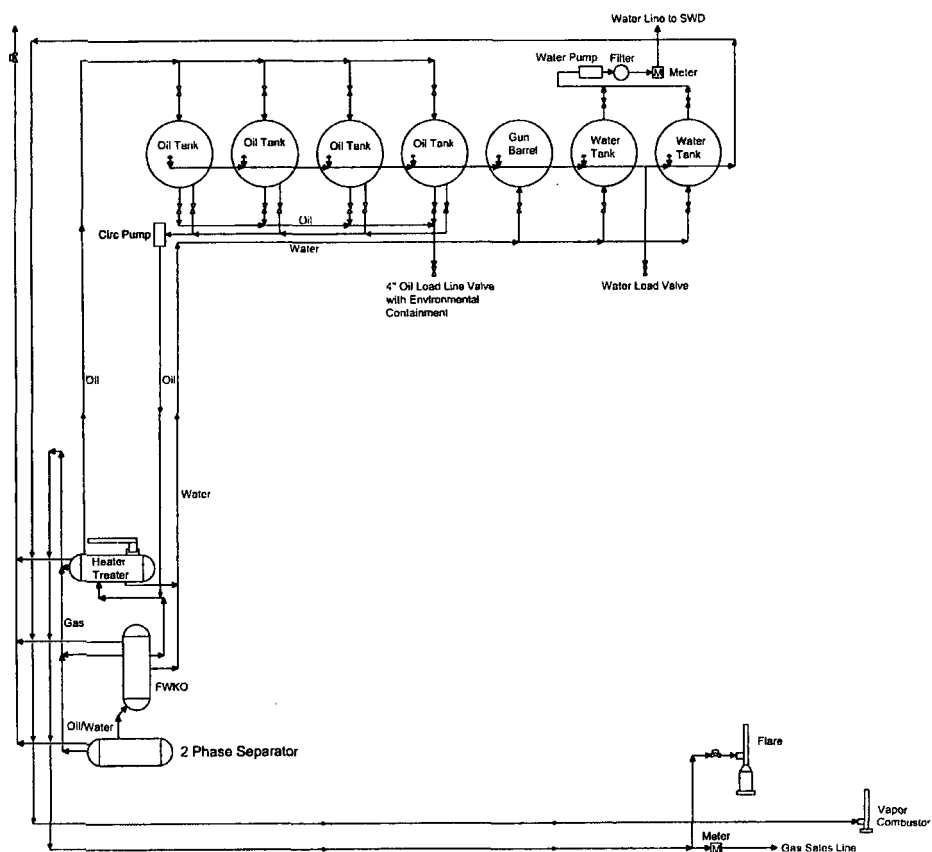 Water Line to SWD
Water Pump
Filter
M
Meter
Oil Tank
Oil Tank
Oil Tank
Oil Tank
Gun
Barrel
Water
Tank
Water
Tank
Oil
Circ Pump
Water
4" Oil Load Line Valve
with Environmental
Containment
Water Load Valve
Oil
Oil
Water
Heater
Treater
Gas
FWKO
Oil/Water
2 Phase Separator
Flare
Vapor
Combustor
Meter
M
Gas Sales Line